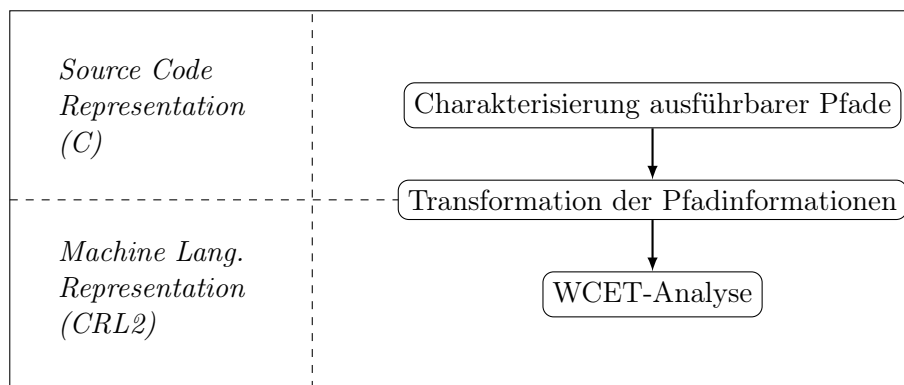 Source Code
Representation
(C)
Charakterisierung ausführbarer Pfade
Transformation der Pfadinformationen
Machine Lang.
Representation
(CRL2)
WCET-Analyse